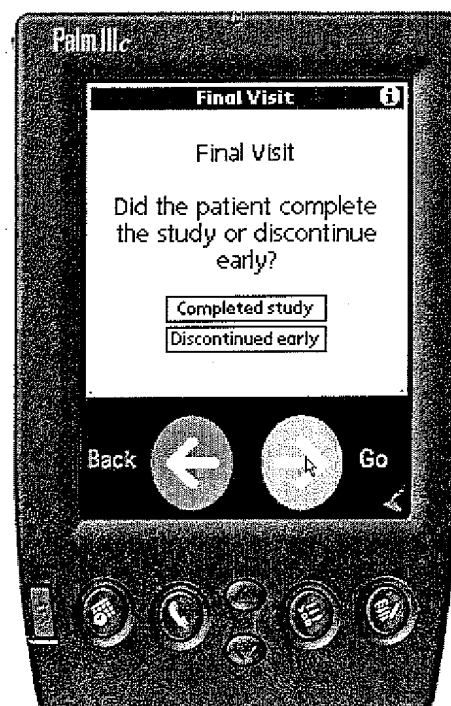 Palm IIIc
Final Visit
Final Visit
Did the patient complete
the study or discontinue
early?
Completed study
Discontinued early
Back
Go